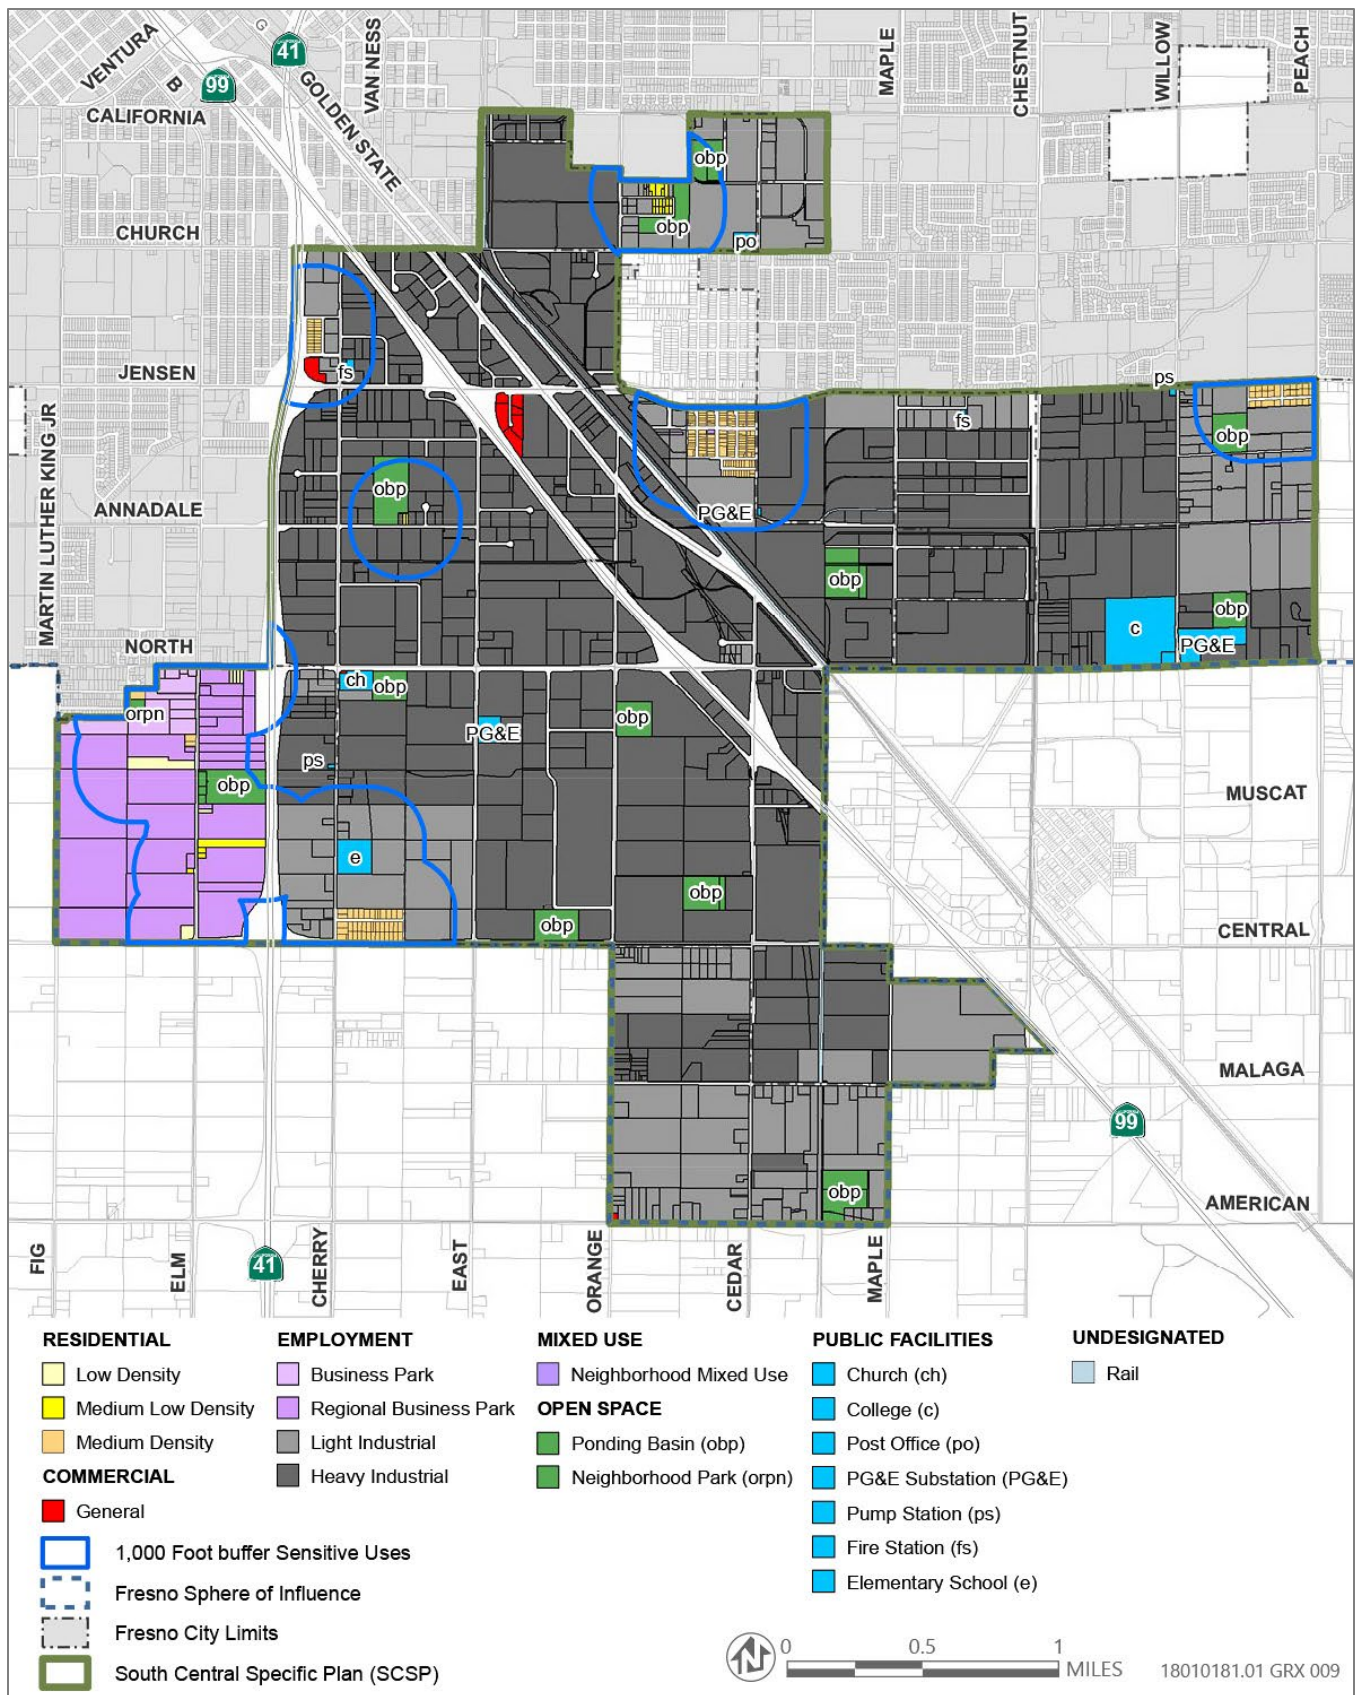 VENTURA
B
G
41
99
GOLDEN STATE
VAN NESS
MAPLE
CHESTNUT
WILLOW
PEACH
CALIFORNIA
obp
obp
po
CHURCH
JENSEN
fs
ps
fs
obp
MARTIN LUTHER KING JR
obp
ANNADALE
PG&E
obp
obp
c
PG&E
NORTH
ch
obp
orpn
obp
PG&E
ps
obp
MUSCAT
e
obp
obp
CENTRAL
MALAGA
99
obp
AMERICAN
FIG
ELM
41
CHERRY
EAST
ORANGE
CEDAR
MAPLE
RESIDENTIAL
Low Density
Medium Low Density
Medium Density
COMMERCIAL
General
EMPLOYMENT
Business Park
Regional Business Park
Light Industrial
Heavy Industrial
MIXED USE
Neighborhood Mixed Use
OPEN SPACE
Ponding Basin (obp)
Neighborhood Park (orpn)
PUBLIC FACILITIES
Church (ch)
College (c)
Post Office (po)
PG&E Substation (PG&E)
Pump Station (ps)
Fire Station (fs)
Elementary School (e)
UNDESIGNATED
Rail
1,000 Foot buffer Sensitive Uses
Fresno Sphere of Influence
Fresno City Limits
South Central Specific Plan (SCSP)
N
0 0.5 1
MILES
18010181.01 GRX 009